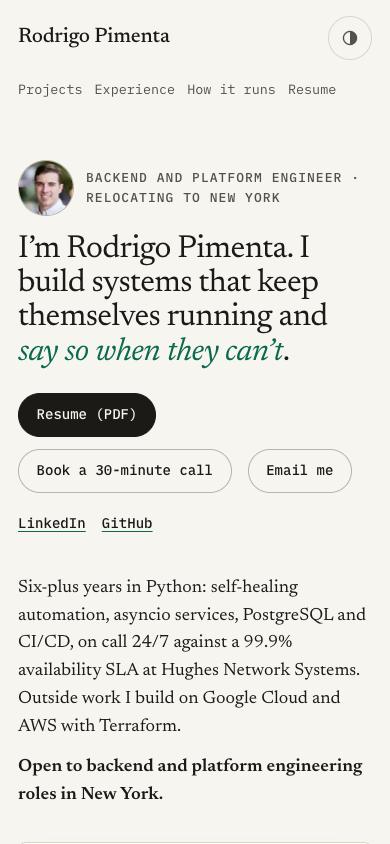 Rodrigo Pimenta
Projects Experience How it runs Resume
BACKEND AND PLATFORM ENGINEER ·
RELOCATING TO NEW YORK
I’m Rodrigo Pimenta. I
build systems that keep
themselves running and
say so when they can’t.
Resume (PDF)
Book a 30-minute call
Email me
LinkedIn GitHub
Six-plus years in Python: self-healing
automation, asyncio services, PostgreSQL and
CI/CD, on call 24/7 against a 99.9%
availability SLA at Hughes Network Systems.
Outside work I build on Google Cloud and
AWS with Terraform.
Open to backend and platform engineering
roles in New York.